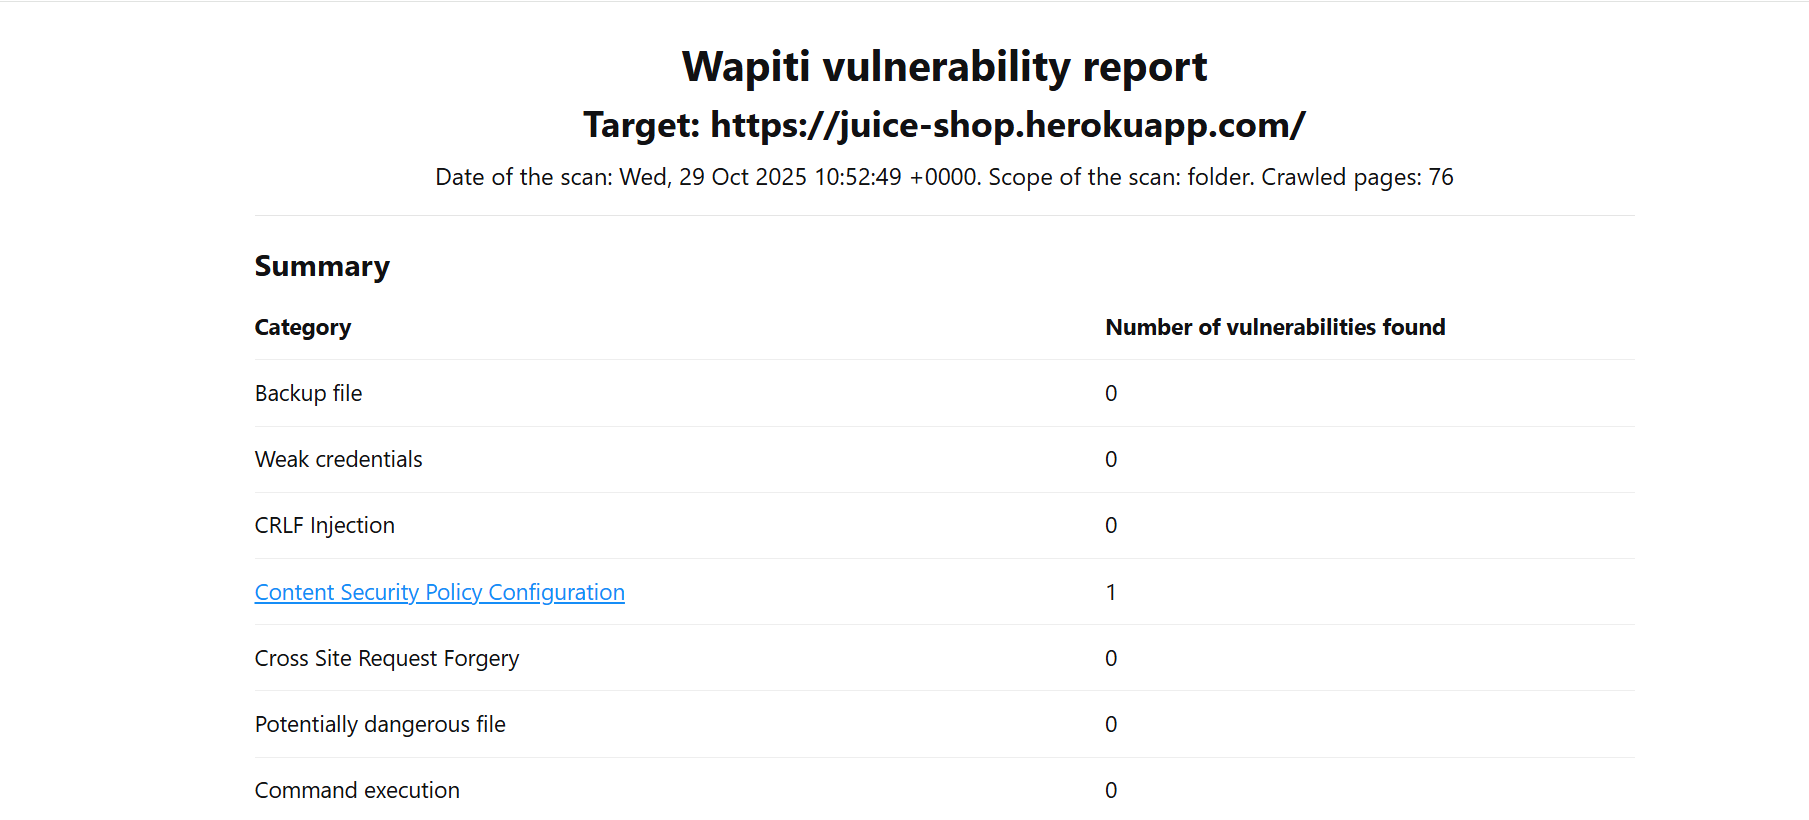 Wapiti vulnerability report
Target: https://juice-shop.herokuapp.com/
Date of the scan: Wed, 29 Oct 2025 10:52:49 +0000. Scope of the scan: folder. Crawled pages: 76
Summary
Category Number of vulnerabilities found
Backup file 0
Weak credentials 0
CRLF Injection 0
Content Security Policy Configuration 1
Cross Site Request Forgery 0
Potentially dangerous file 0
Command execution 0